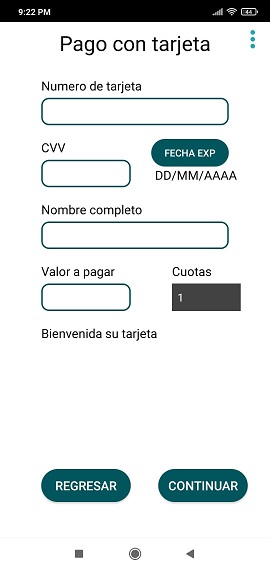 9:22 PM
44
Pago con tarjeta
Numero de tarjeta
CVV
FECHA EXP
DD/MM/AAAA
Nombre completo
Valor a pagar
Cuotas
1
Bienvenida su tarjeta
REGRESAR
CONTINUAR